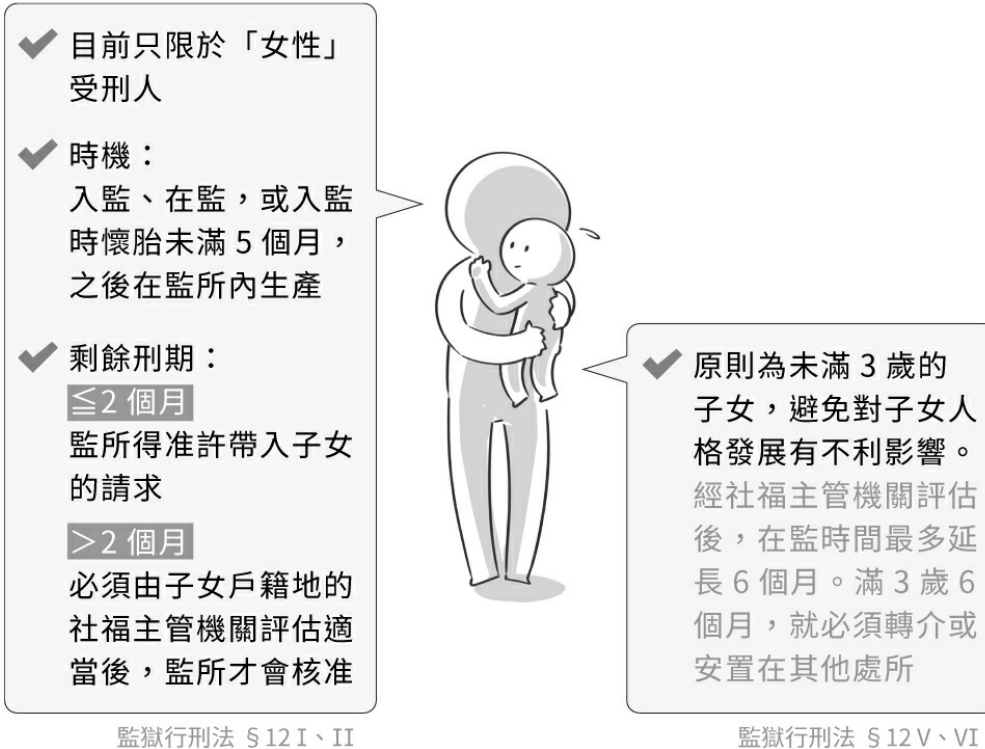 目前只限於「女性」
受刑人
時機：
入監、在監，或入監
時懷胎未滿 5 個月，
之後在監所內生產
剩餘刑期：
≦2 個月
監所得准許帶入子女
的請求
＞2 個月
必須由子女戶籍地的
社福主管機關評估適
當後，監所才會核准
監獄行刑法 §12 I、II
原則為未滿 3 歲的
子女，避免對子女人
格發展有不利影響。
經社福主管機關評估
後，在監時間最多延
長 6 個月。滿 3 歲 6
個月，就必須轉介或
安置在其他處所
監獄行刑法 §12 V、VI